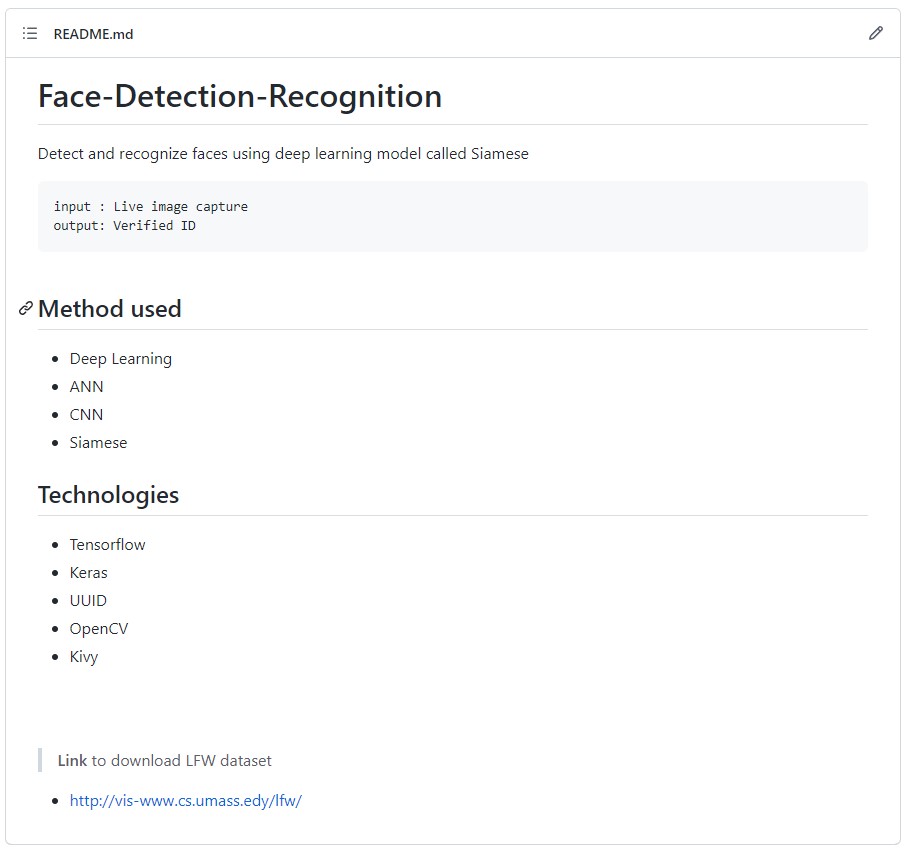 README.md
Face-Detection-Recognition
Detect and recognize faces using deep learning model called Siamese
input : Live image capture
output: Verified ID
Method used
Deep Learning
ANN
CNN
Siamese
Technologies
Tensorflow
Keras
UUID
OpenCV
Kivy
Link to download LFW dataset
http://vis-www.cs.umass.edy/lfw/